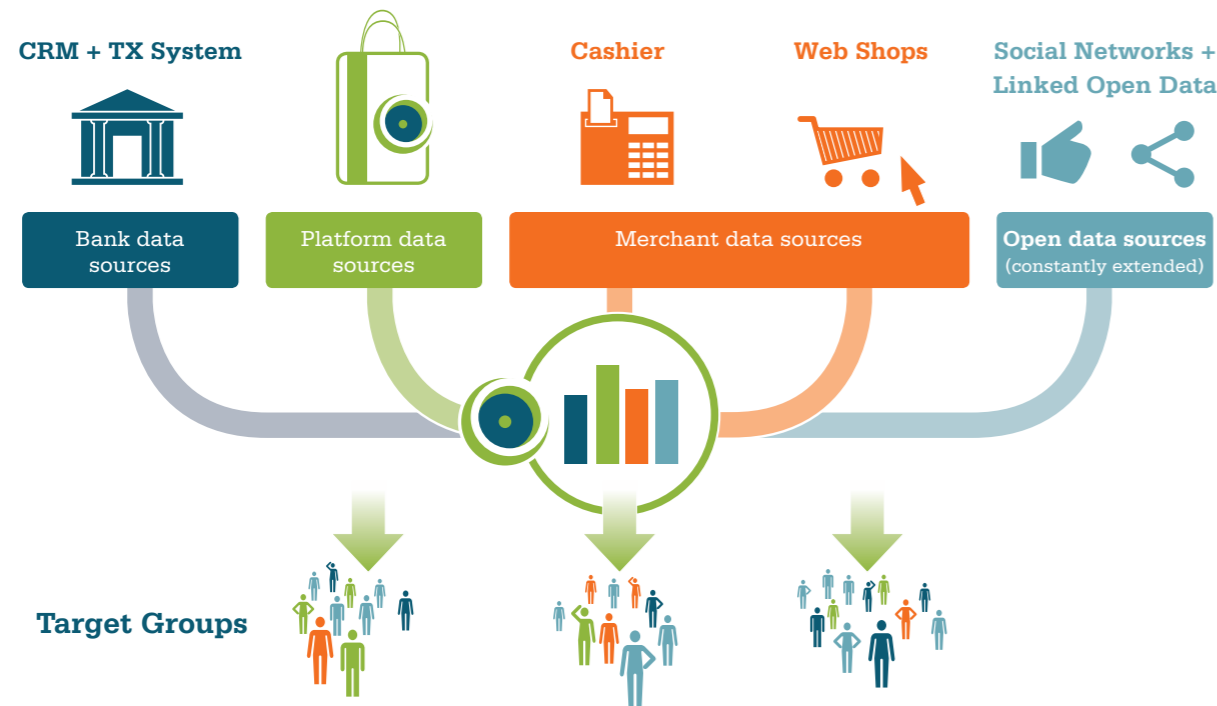 CRM + TX System
Cashier
Web Shops
Social Networks +
Linked Open Data
Bank data
sources
Platform data
sources
Merchant data sources
Open data sources
(constantly extended)
Target Groups